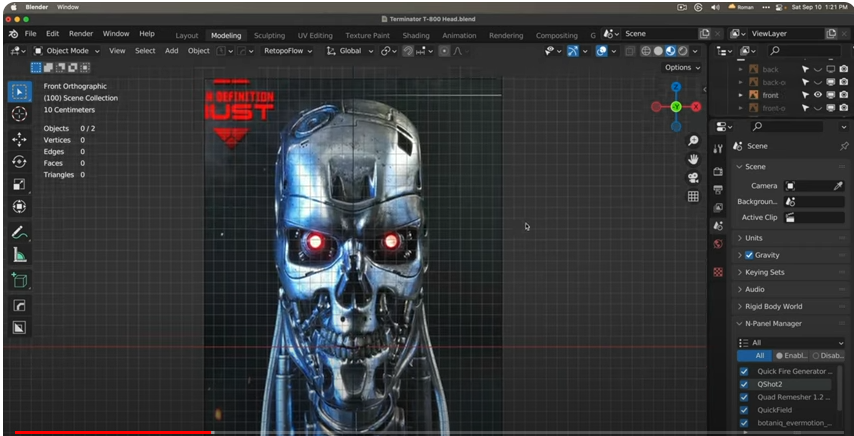 Blender Window
Roman
Sat Sep 10 1:21 PM
Terminator T-800 Head.blend
File Edit Render Window Help
Layout Modeling Sculpting UV Editing Texture Paint Shading Animation Rendering Compositing G
Scene
ViewLayer
Object Mode View Select Add Object RetopoFlow Global
Options
Front Orthographic
(100) Scene Collection
10 Centimeters
Objects 0 / 2
Vertices 0
Edges 0
Faces 0
Triangles 0
N DEFINITION
UST
Z
X
Y
back
back-o
front
front-o
Scene
Scene
Camera
Backgroun..
Active Clip
Units
Gravity
Keying Sets
Audio
Rigid Body World
N-Panel Manager
All
All Enabl.. Disab..
Quick Fire Generator ...
QShot2
Quad Remesher 1.2 ...
QuickField
botaniq_evermotion_...